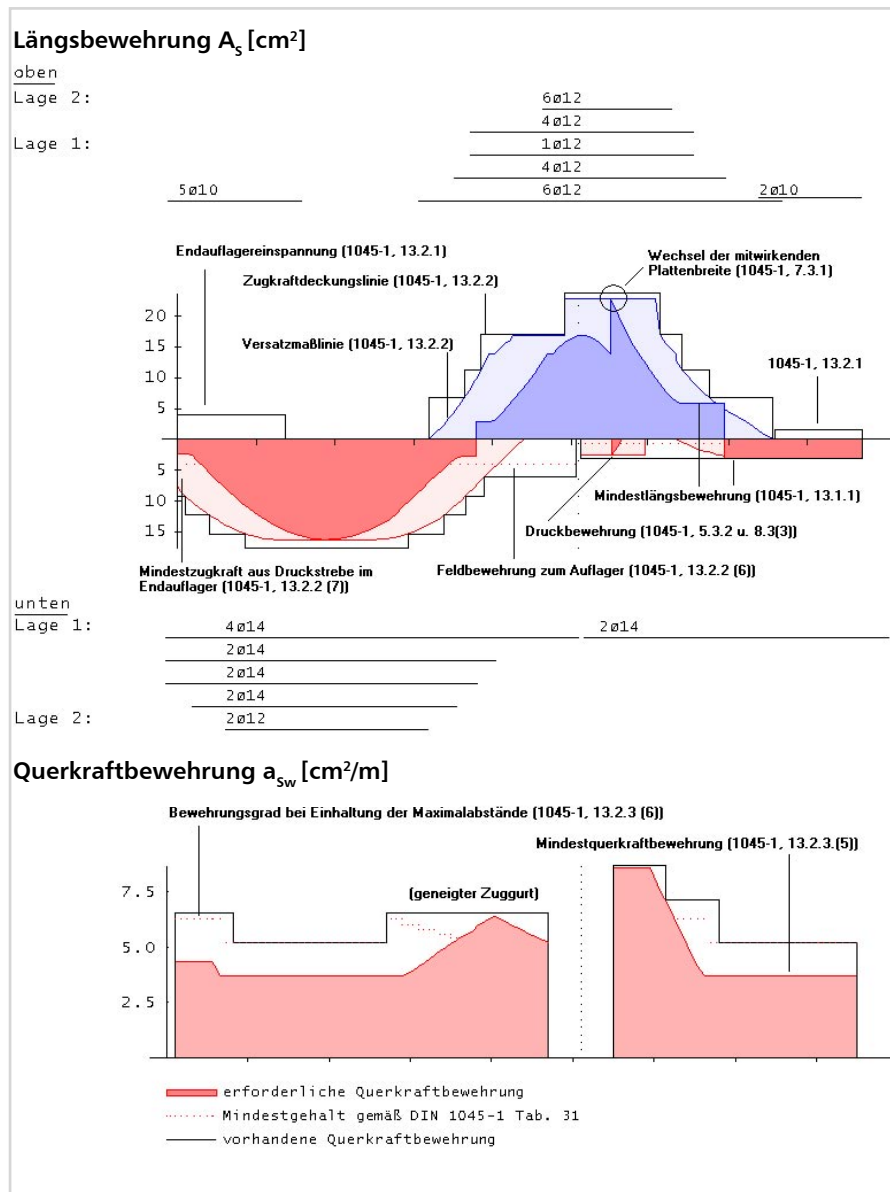 Längsbewehrung As [cm²]
oben
Lage 2:
6ø12
4ø12
Lage 1:
1ø12
4ø12
5ø10
6ø12
2ø10
Endauflagereinspannung (1045-1, 13.2.1)
Wechsel der mitwirkenden
Plattenbreite (1045-1, 7.3.1)
Zugkraftdeckungslinie (1045-1, 13.2.2)
Versatzmaßlinie (1045-1, 13.2.2)
1045-1, 13.2.1
20
15
10
5
5
10
15
Mindestlängsbewehrung (1045-1, 13.1.1)
Druckbewehrung (1045-1, 5.3.2 u. 8.3(3))
Mindestzugkraft aus Druckstrebe im
Endauflager (1045-1, 13.2.2 (7))
Feldbewehrung zum Auflager (1045-1, 13.2.2 (6))
unten
Lage 1:
4ø14
2ø14
2ø14
2ø14
2ø14
Lage 2:
2ø12
Querkraftbewehrung aSw [cm²/m]
Bewehrungsgrad bei Einhaltung der Maximalabstände (1045-1, 13.2.3 (6))
Mindestquerkraftbewehrung (1045-1, 13.2.3.(5))
(geneigter Zuggurt)
7.5
5.0
2.5
erforderliche Querkraftbewehrung
Mindestgehalt gemäß DIN 1045-1 Tab. 31
vorhandene Querkraftbewehrung